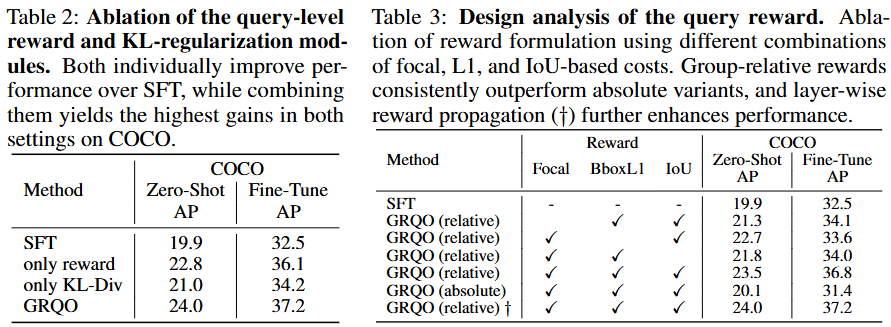 Table 2: Ablation of the query-level
reward and KL-regularization mod-
ules. Both individually improve per-
formance over SFT, while combining
them yields the highest gains in both
settings on COCO.
COCO
Method Zero-Shot Fine-Tune
AP AP
SFT 19.9 32.5
only reward 22.8 36.1
only KL-Div 21.0 34.2
GRQO 24.0 37.2
Table 3: Design analysis of the query reward. Abla-
tion of reward formulation using different combinations
of focal, L1, and IoU-based costs. Group-relative rewards
consistently outperform absolute variants, and layer-wise
reward propagation (†) further enhances performance.
Reward COCO
Method Focal BboxL1 IoU Zero-Shot Fine-Tune
AP AP
SFT - - - 19.9 32.5
GRQO (relative) ✓ ✓ 21.3 34.1
GRQO (relative) ✓ ✓ 22.7 33.6
GRQO (relative) ✓ ✓ 21.8 34.0
GRQO (relative) ✓ ✓ ✓ 23.5 36.8
GRQO (absolute) ✓ ✓ ✓ 20.1 31.4
GRQO (relative) † ✓ ✓ ✓ 24.0 37.2